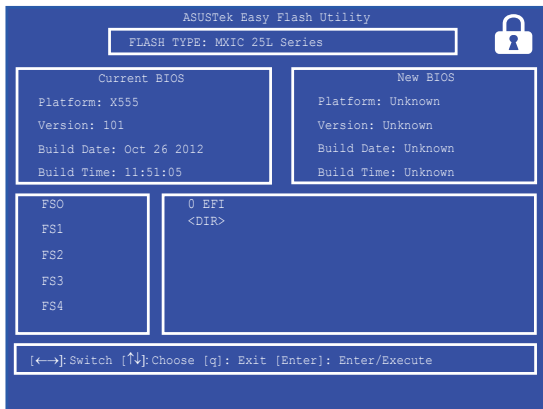 ASUSTek Easy Flash Utility
FLASH TYPE: MXIC 25L Series
Current BIOS
Platform: X555
Version: 101
Build Date: Oct 26 2012
Build Time: 11:51:05
New BIOS
Platform: Unknown
Version: Unknown
Build Date: Unknown
Build Time: Unknown
FSO
FS1
FS2
FS3
FS4
0 EFI
<DIR>
[←→]: Switch [↑↓]: Choose [q]: Exit [Enter]: Enter/Execute